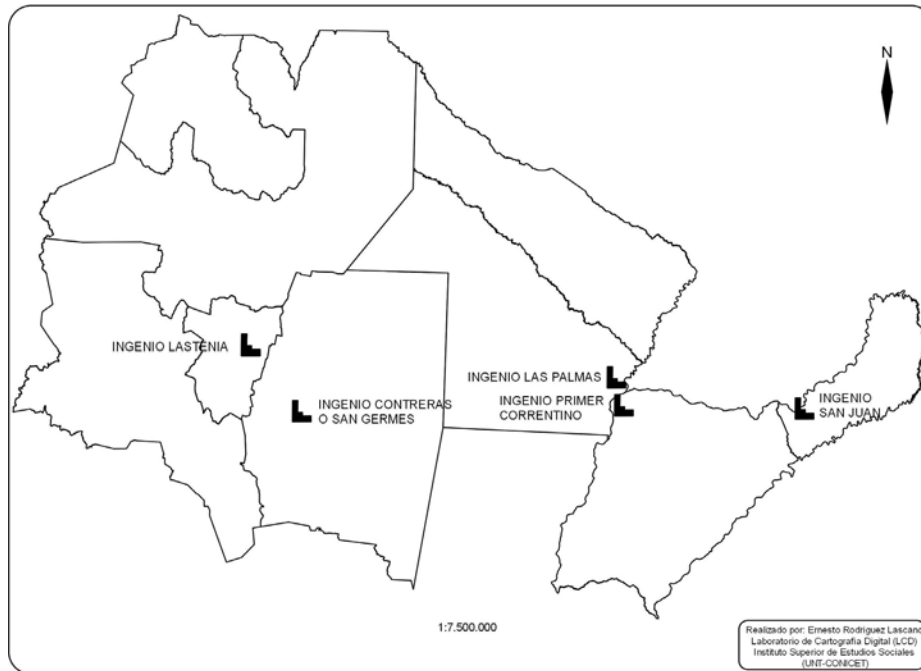 N
INGENIO LASTENIA
INGENIO LAS PALMAS
INGENIO PRIMER
CORRENTINO
INGENIO
SAN JUAN
INGENIO CONTRERAS
O SAN GERMES
1:7.500.000
Realizado por: Ernesto Rodriguez Lascano
Laboratorio de Cartografia Digital (LCD)
Instituto Superior de Estudios Sociales
(UNT-CONICET)